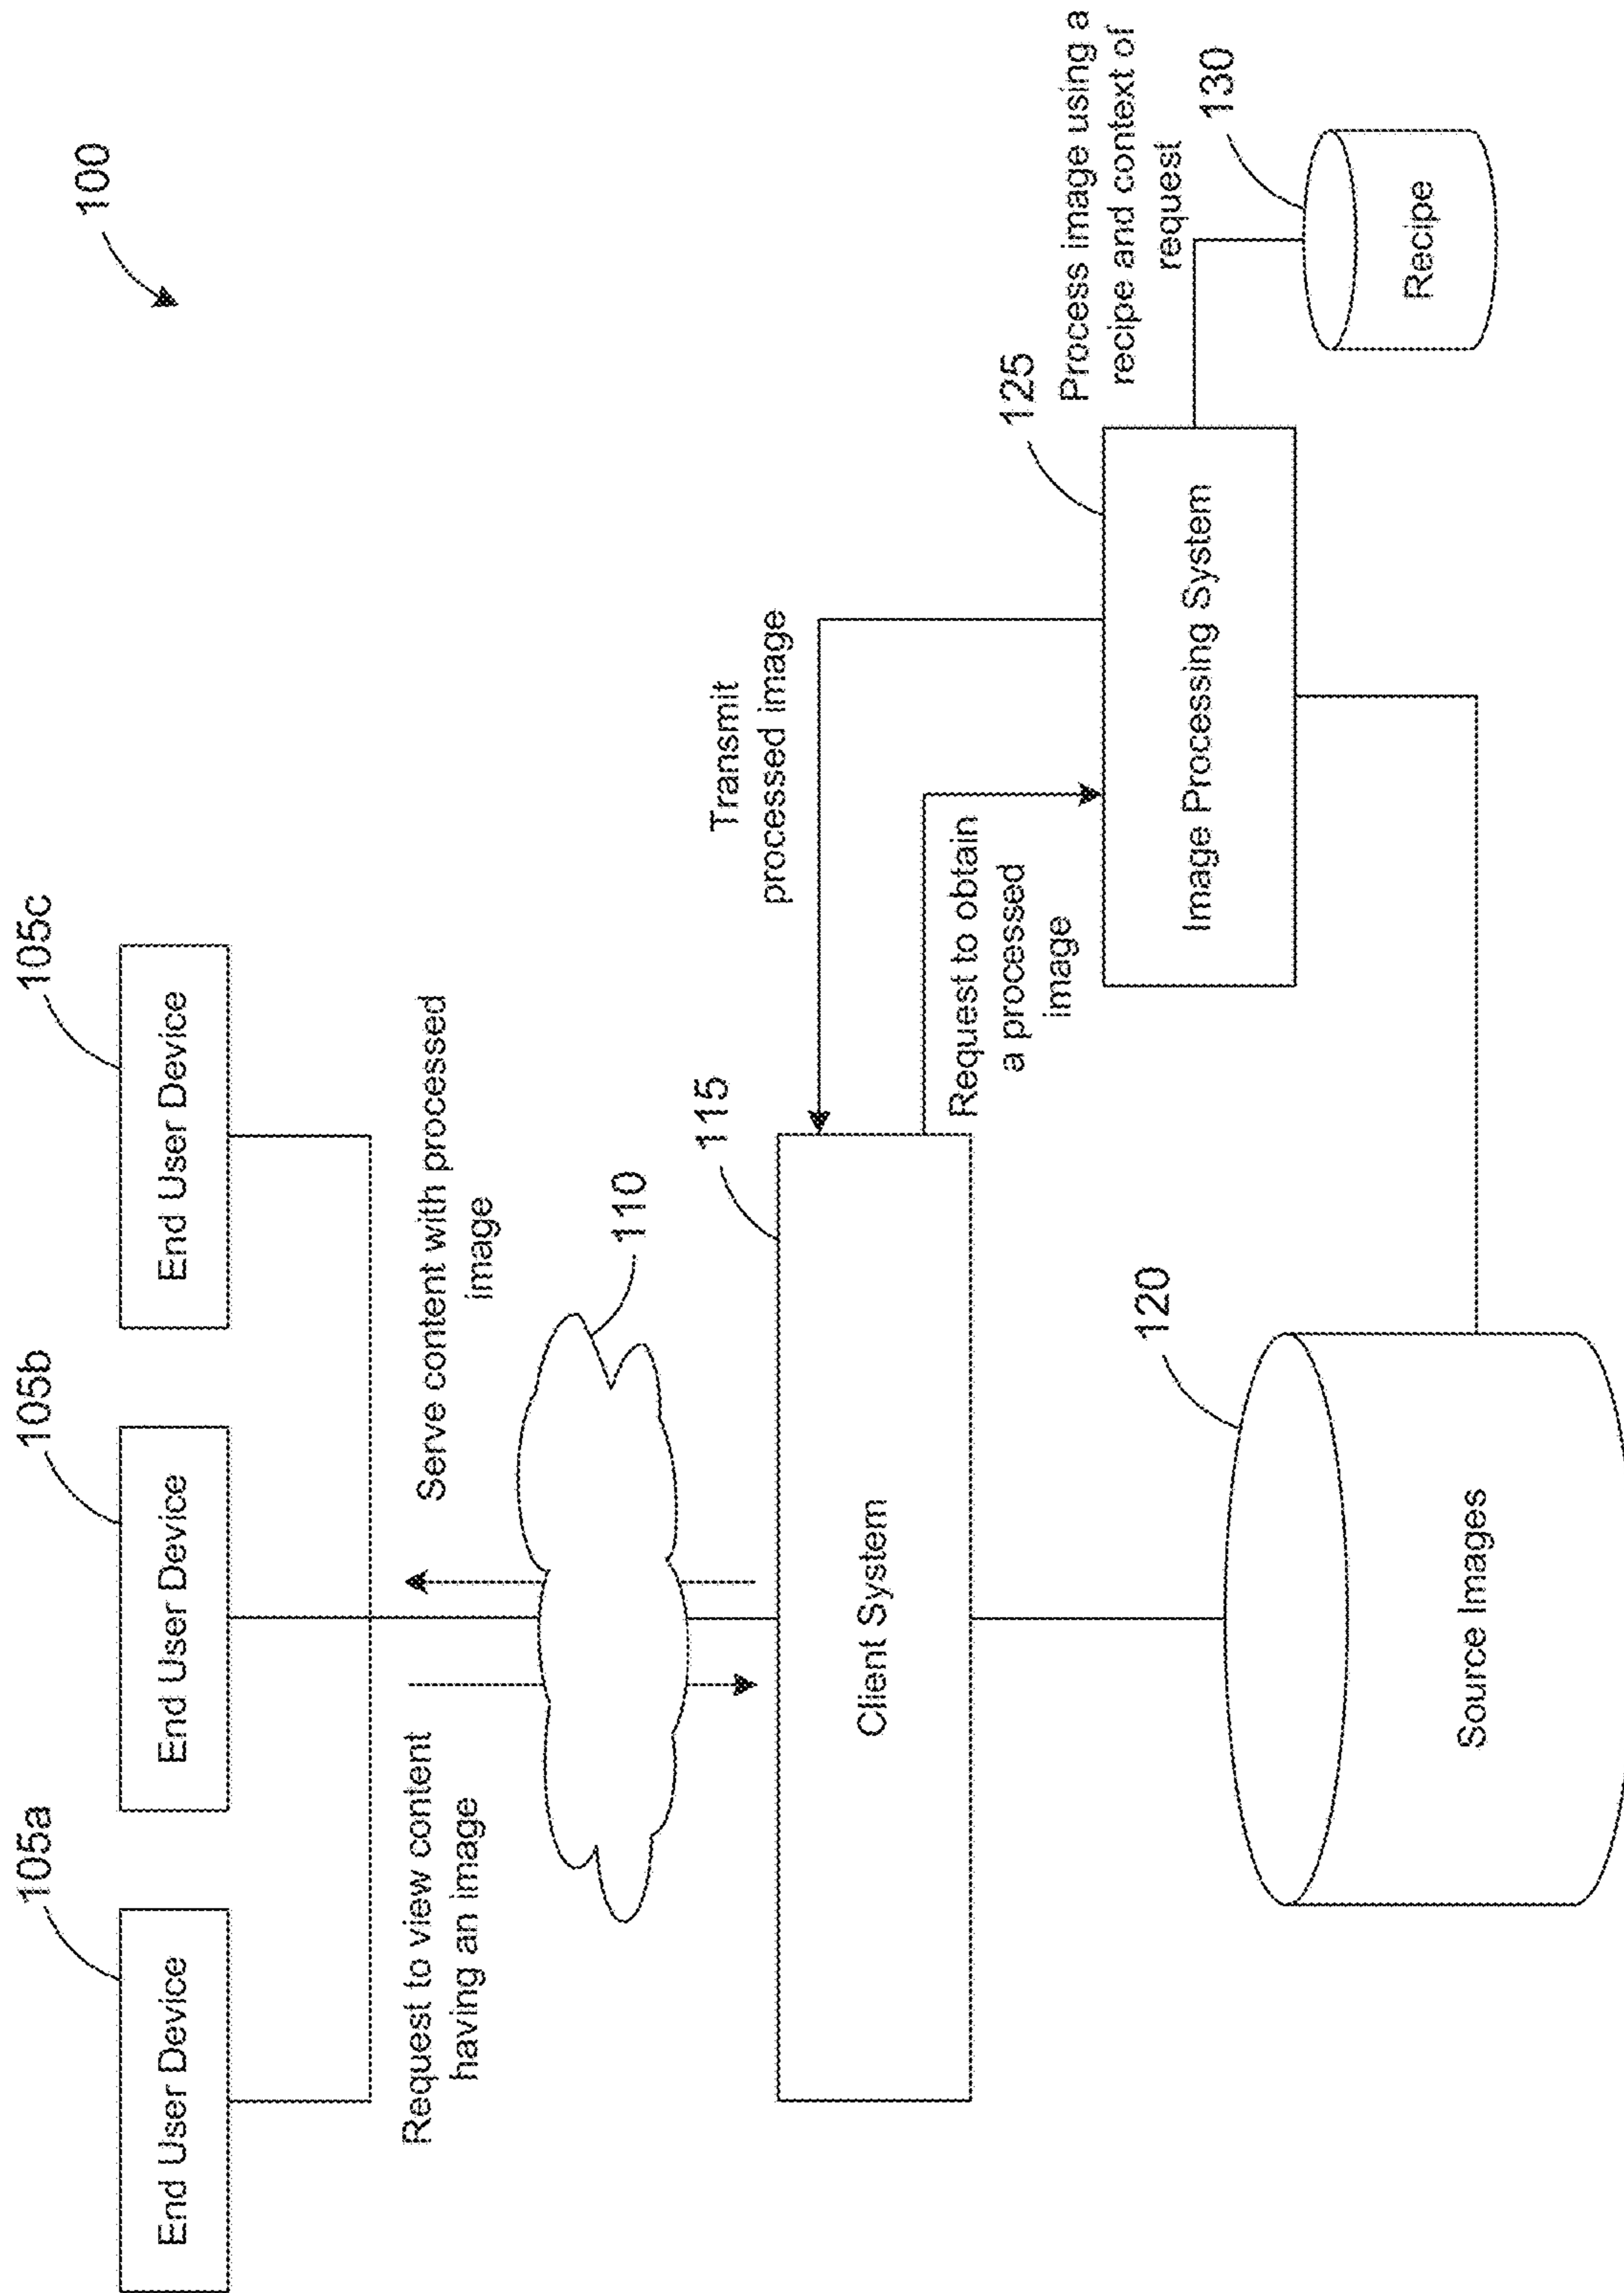 100
105a
105b
105c
End User Device
End User Device
End User Device
Request to view content
having an image
Serve content with processed
image
110
115
Client System
Transmit
processed image
Request to obtain
a processed
image
125
Image Processing System
Process image using a
recipe and context of
request
130
Recipe
120
Source Images